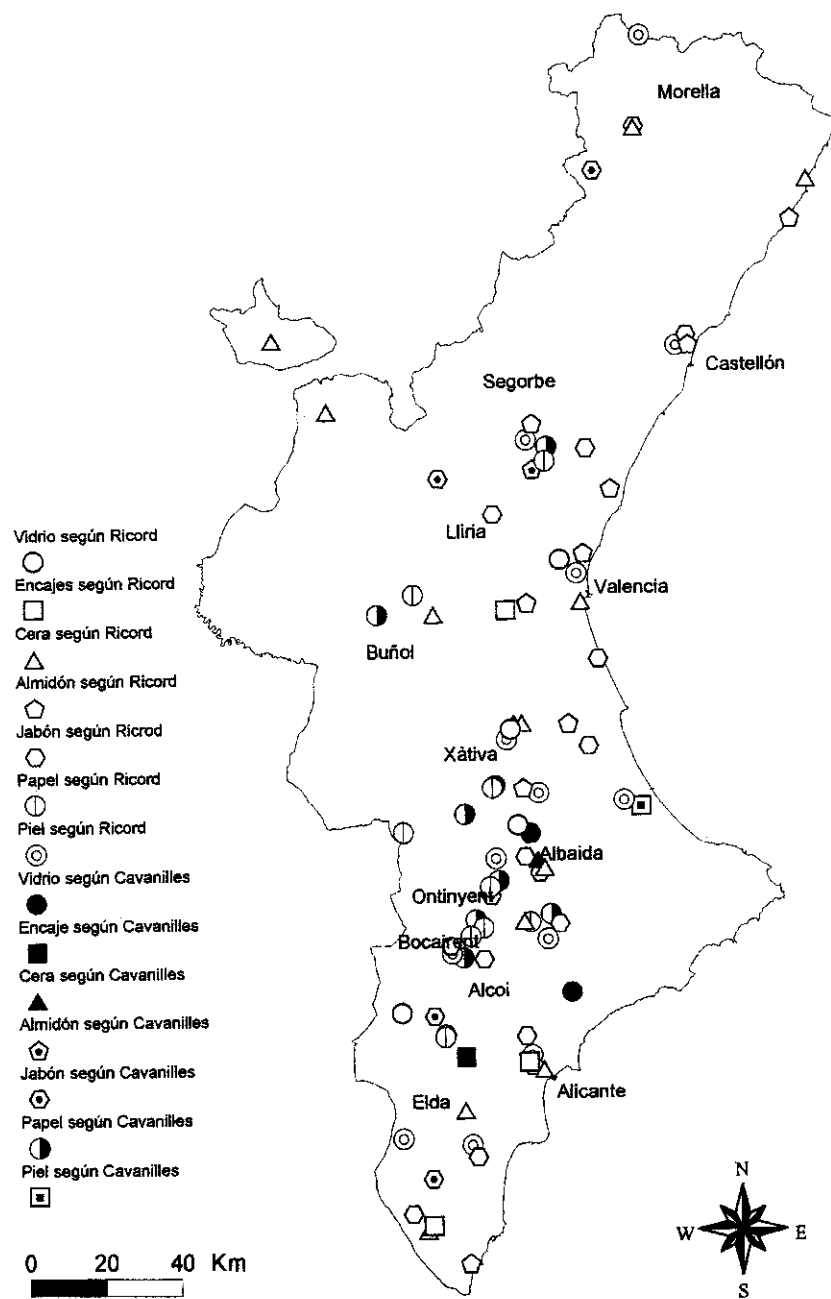 Morella
Castellón
Segorbe
Lliria
Valencia
Buñol
Xàtiva
Albaida
Ontinyent
Bocairent
Alcoi
Alicante
Elda
Vidrio según Ricord
Encajes según Ricord
Cera según Ricord
Almidón según Ricord
Jabón según Ricrod
Papel según Ricord
Piel según Ricord
Vidrio según Cavanilles
Encaje según Cavanilles
Cera según Cavanilles
Almidón según Cavanilles
Jabón según Cavanilles
Papel según Cavanilles
Piel según Cavanilles
0 20 40 Km
N
W E
S